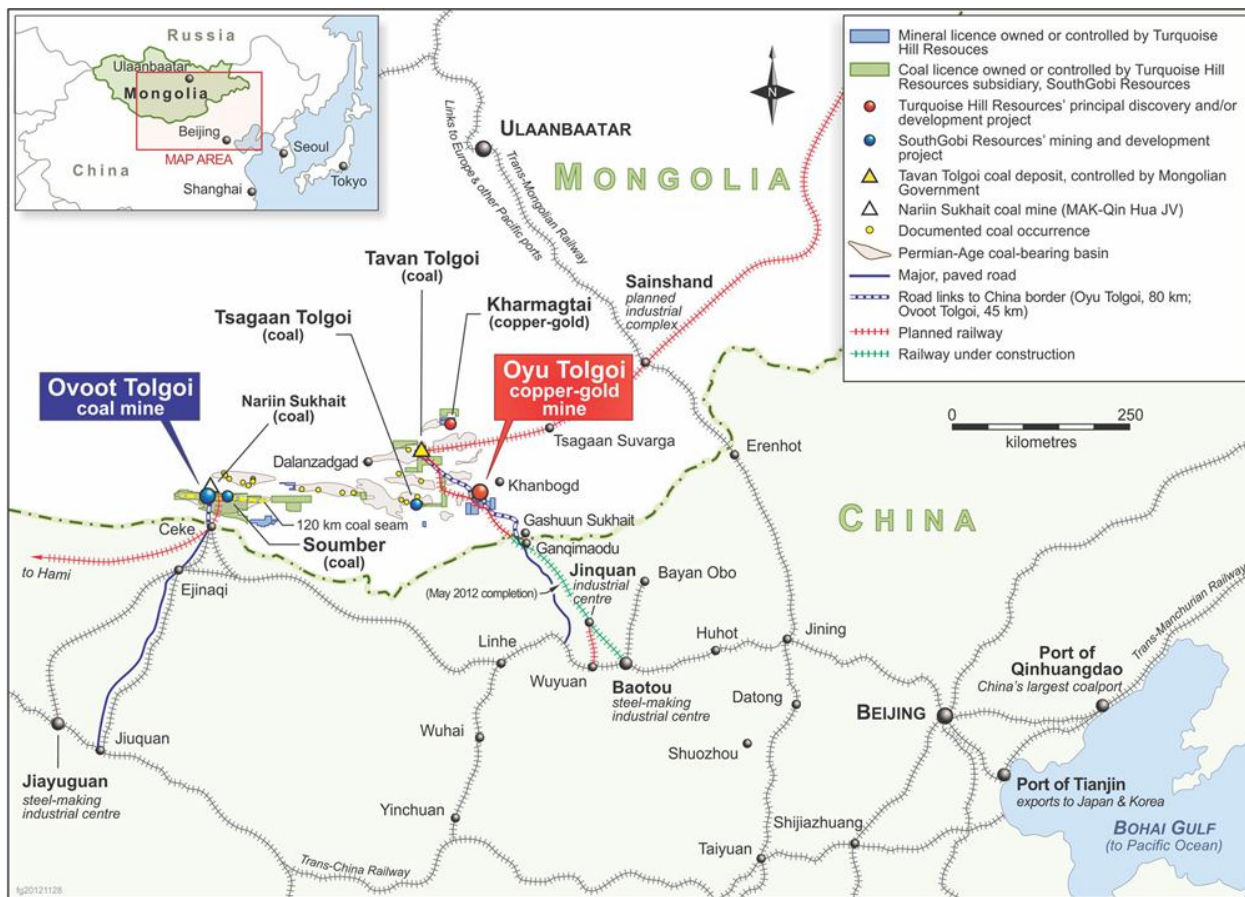 Russia
Ulaanbaatar
Mongolia
Beijing
MAP AREA
China
Seoul
Shanghai
Tokyo
N
Mineral licence owned or controlled by Turquoise
Hill Resouces
Coal licence owned or controlled by Turquoise Hill
Resources subsidiary, SouthGobi Resources
Turquoise Hill Resources' principal discovery and/or
development project
SouthGobi Resources' mining and development
project
Tavan Tolgoi coal deposit, controlled by Mongolian
Government
Nariin Sukhait coal mine (MAK-Qin Hua JV)
Documented coal occurrence
Permian-Age coal-bearing basin
Major, paved road
Road links to China border (Oyu Tolgoi, 80 km;
Ovoot Tolgoi, 45 km)
Planned railway
Railway under construction
0 250
kilometres
ULAANBAATAR
MONGOLIA
Links to Europe & other Pacific ports
Trans-Mongolian Railway
Tavan Tolgoi
(coal)
Sainshand
planned
industrial
complex
Kharmagtai
(copper-gold)
Tsagaan Tolgoi
(coal)
Ovoot Tolgoi
coal mine
Nariin Sukhait
(coal)
Oyu Tolgoi
copper-gold
mine
Tsagaan Suvarga
Erenhot
Dalanzadgad
Khanbogd
120 km coal seam
Ceke
Soumber
(coal)
Gashuun Sukhait
Ganqimaodu
CHINA
to Hami
Ejinaqi
(May 2012 completion)
Jinquan
industrial
centre
Bayan Obo
Linhe
Huhot
Jining
Trans-Manchurian Railway
Wuyuan
Baotou
steel-making
industrial centre
Port of
Qinhuangdao
China's largest coalport
Datong
BEIJING
Jiuquan
Wuhai
Shuozhou
Jiayuguan
steel-making
industrial centre
Port of Tianjin
exports to Japan & Korea
Yinchuan
Shijiazhuang
Taiyuan
BOHAI GULF
(to Pacific Ocean)
Trans-China Railway
fg20121128